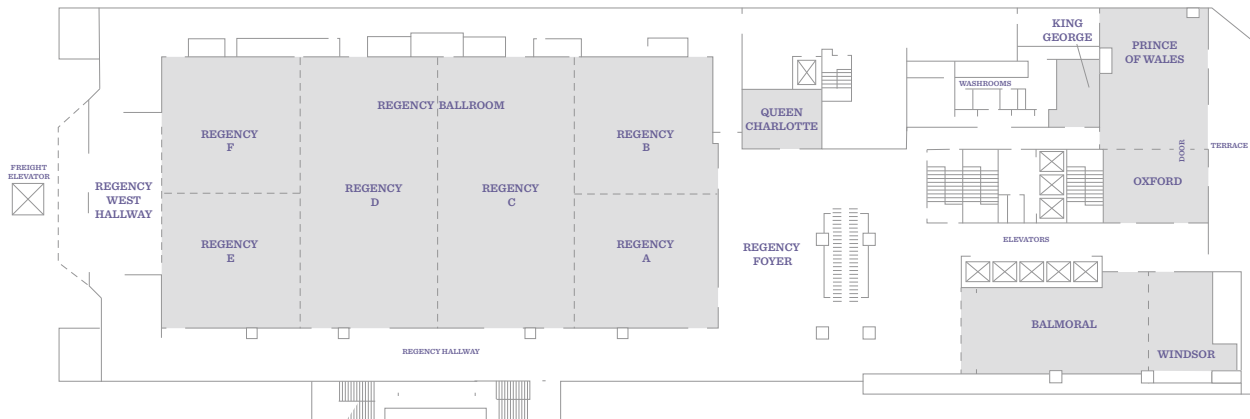 KING
GEORGE
PRINCE
OF WALES
WASHROOMS
REGENCY BALLROOM
QUEEN
CHARLOTTE
REGENCY
F
REGENCY
B
DOOR
TERRACE
FREIGHT
ELEVATOR
REGENCY
WEST
HALLWAY
REGENCY
D
REGENCY
C
OXFORD
REGENCY
E
REGENCY
A
REGENCY
FOYER
ELEVATORS
BALMORAL
REGENCY HALLWAY
WINDSOR